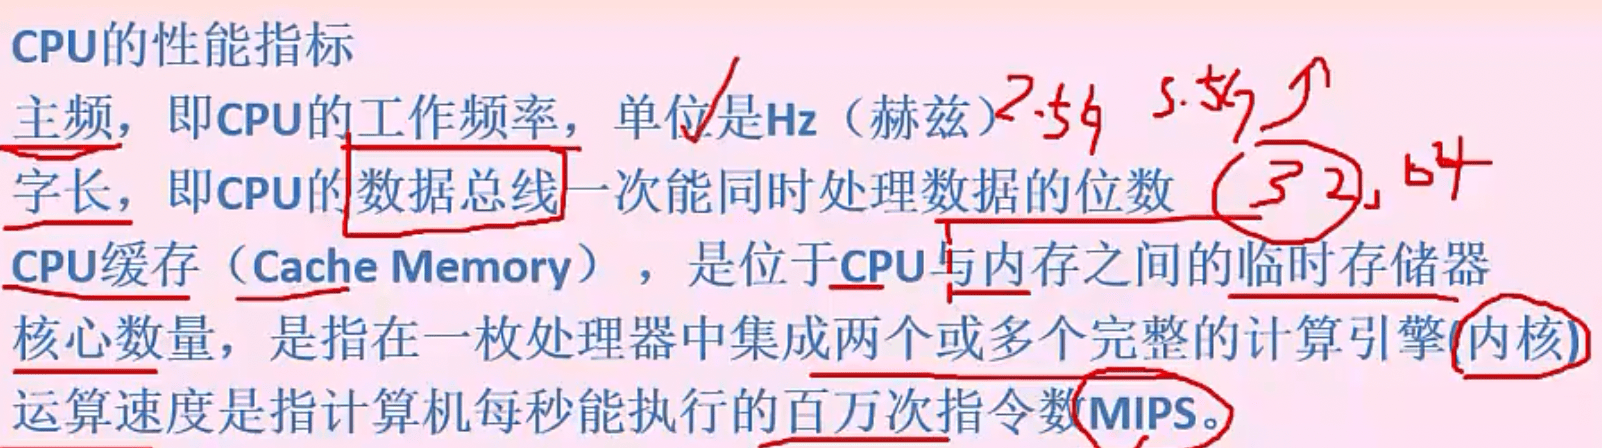 CPU的性能指标
主频，即CPU的工作频率，单位是Hz（赫兹）2.5G 5.5G
字长，即CPU的数据总线一次能同时处理数据的位数 32、64
CPU缓存（Cache Memory），是位于CPU与内存之间的临时存储器
核心数量，是指在一枚处理器中集成两个或多个完整的计算引擎(内核)
运算速度是指计算机每秒能执行的百万次指令数MIPS。